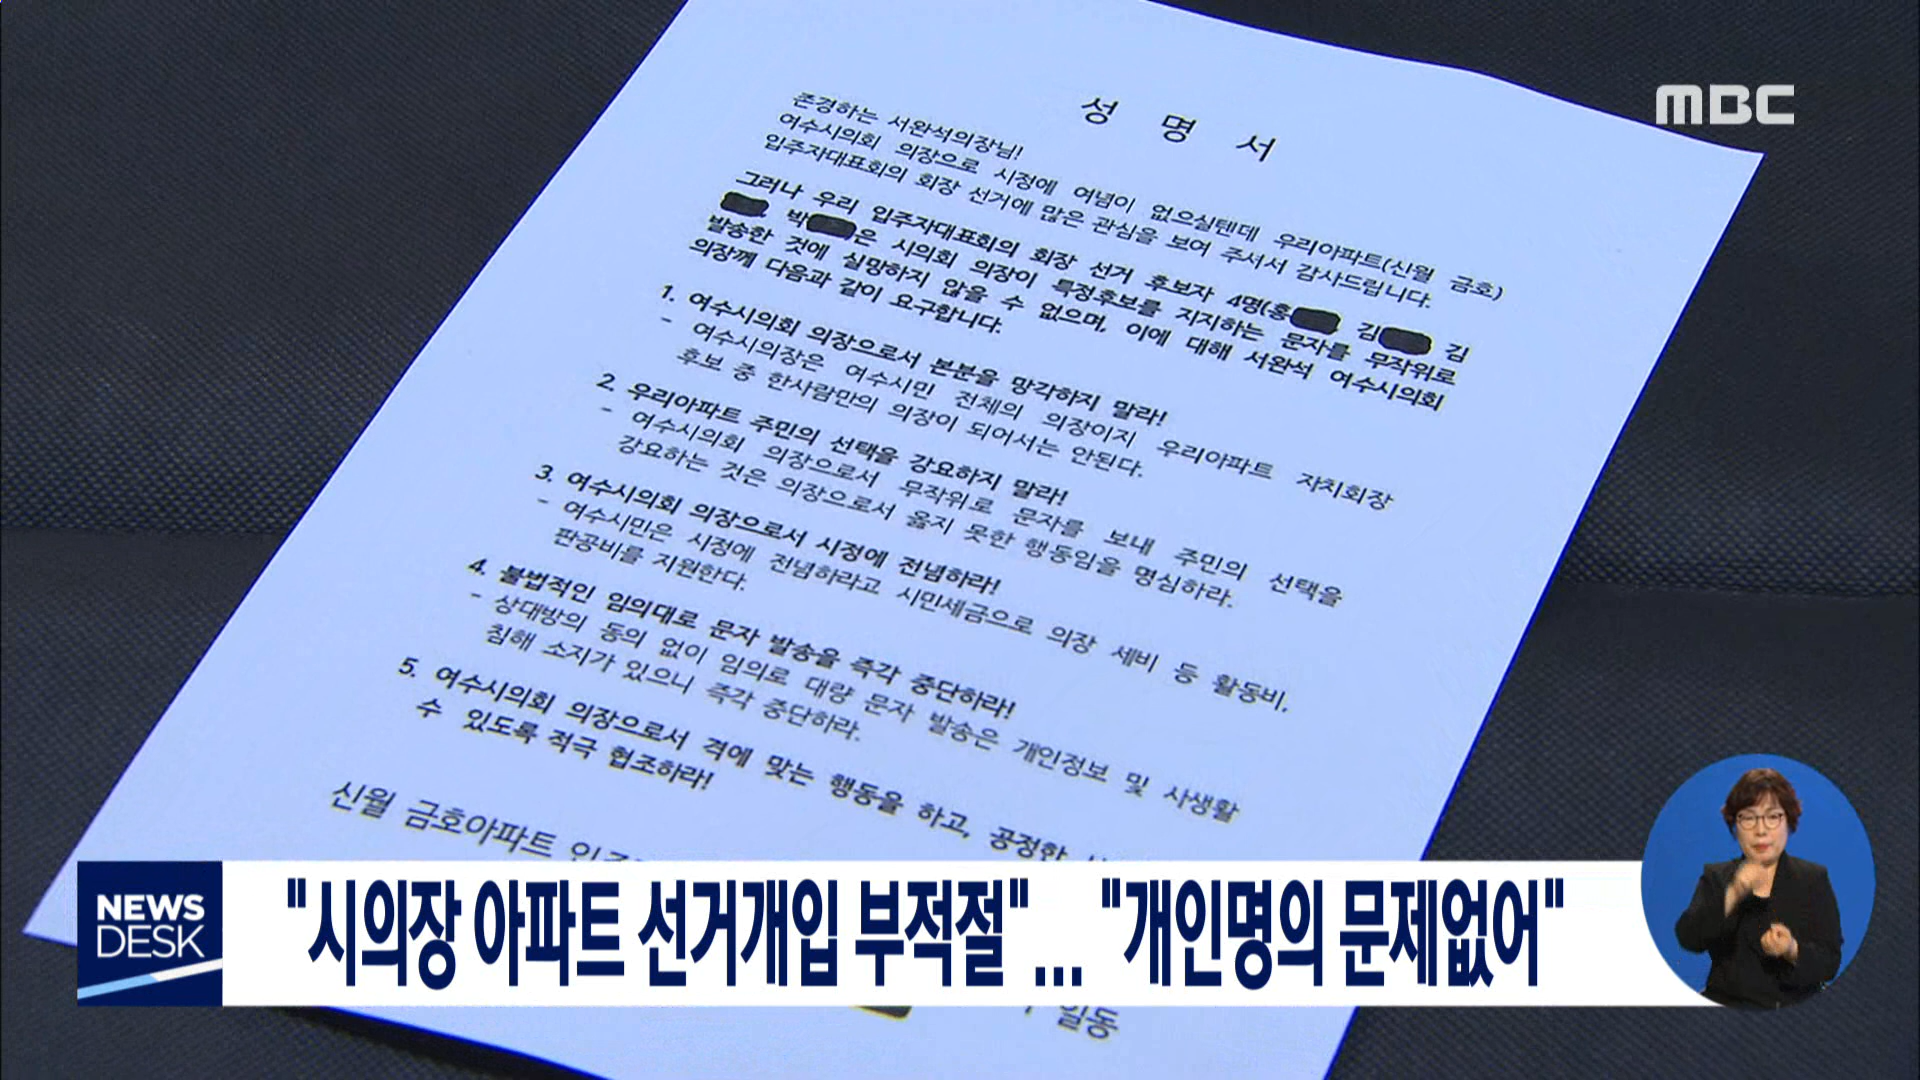 MBC
성 명 서
존경하는 서완석의장님!
여수시의회 의장으로 시정에 여념이 없으실텐데 우리아파트(신월 금호)
입주자대표회의 회장 선거에 많은 관심을 보여 주셔서 감사드립니다.
그러나 우리 입주자대표회의 회장 선거 후보자 4명(홍 김 김
박 은 시의회 의장이 특정후보를 지지하는 문자를 무작위로
발송한 것에 실망하지 않을 수 없으며, 이에 대해 서완석 여수시의회
의장께 다음과 같이 요구합니다.
1. 여수시의회 의장으로서 본분을 망각하지 말라!
- 여수시의장은 여수시민 전체의 의장이지 우리아파트 자치회장
후보 중 한사람만의 의장이 되어서는 안된다.
2 우리아파트 주민의 선택을 강요하지 말라!
- 여수시의회 의장으로서 무작위로 문자를 보내 주민의 선택을
강요하는 것은 의장으로서 옳지 못한 행동임을 명심하라.
3. 여수시의회 의장으로서 시정에 전념하라!
- 여수시민은 시정에 전념하라고 시민세금으로 의장 세비 등 활동비,
판공비를 지원한다.
4. 불법적인 임의대로 문자 발송을 즉각 중단하라!
- 상대방의 동의 없이 임의로 대량 문자 발송은 개인정보 및 사생활
침해 소지가 있으니 즉각 중단하라.
5. 여수시의회 의장으로서 격에 맞는 행동을 하고, 공정한
수 있도록 적극 협조하라!
신월 금호아파트
NEWS
DESK
"시의장 아파트 선거개입 부적절"... "개인명의 문제없어"
일동